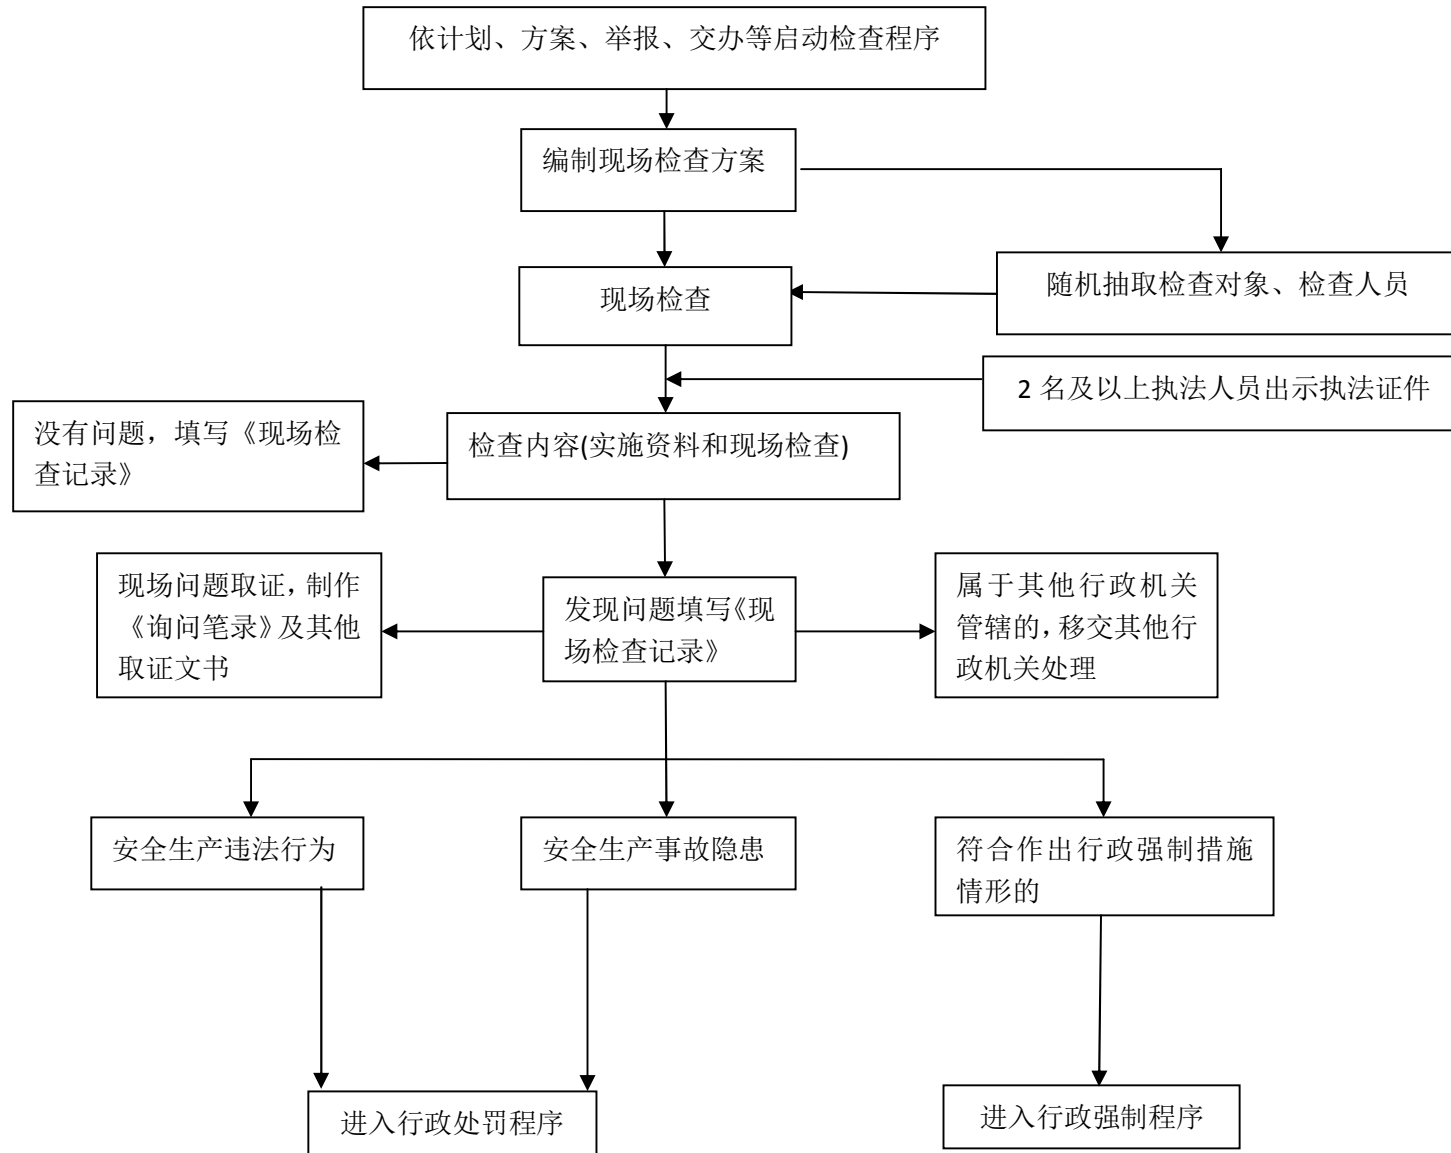 依计划、方案、举报、交办等启动检查程序
编制现场检查方案
随机抽取检查对象、检查人员
现场检查
2 名及以上执法人员出示执法证件
没有问题，填写《现场检
查记录》
检查内容(实施资料和现场检查)
现场问题取证，制作
《询问笔录》及其他
取证文书
发现问题填写《现
场检查记录》
属于其他行政机关
管辖的，移交其他行
政机关处理
安全生产违法行为
安全生产事故隐患
符合作出行政强制措施
情形的
进入行政处罚程序
进入行政强制程序